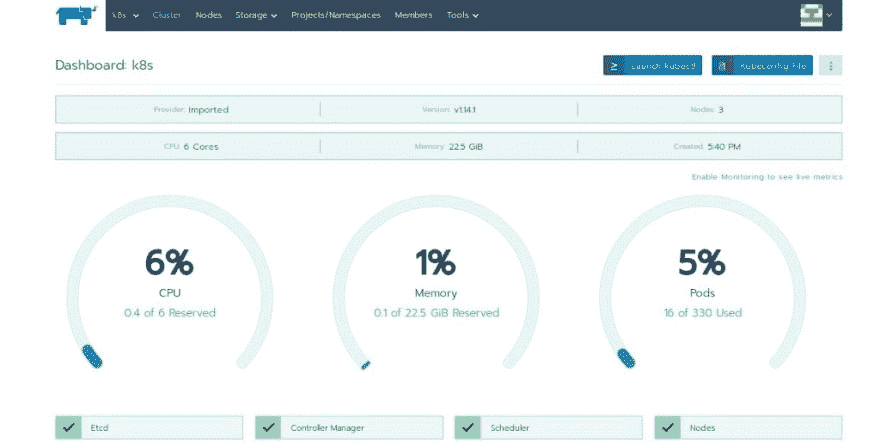 k8s Cluster Nodes Storage Projects/Namespaces Members Tools
Dashboard: k8s
Launch kubectl Kubeconfig File
Provider: Imported Version: v1.14.1 Nodes: 3
CPU: 6 Cores Memory: 22.5 GiB Created: 5:40 PM
Enable Monitoring to see live metrics
6% 1% 5%
CPU Memory Pods
0.4 of 6 Reserved 0.1 of 22.5 GiB Reserved 16 of 330 Used
Etcd Controller Manager Scheduler Nodes